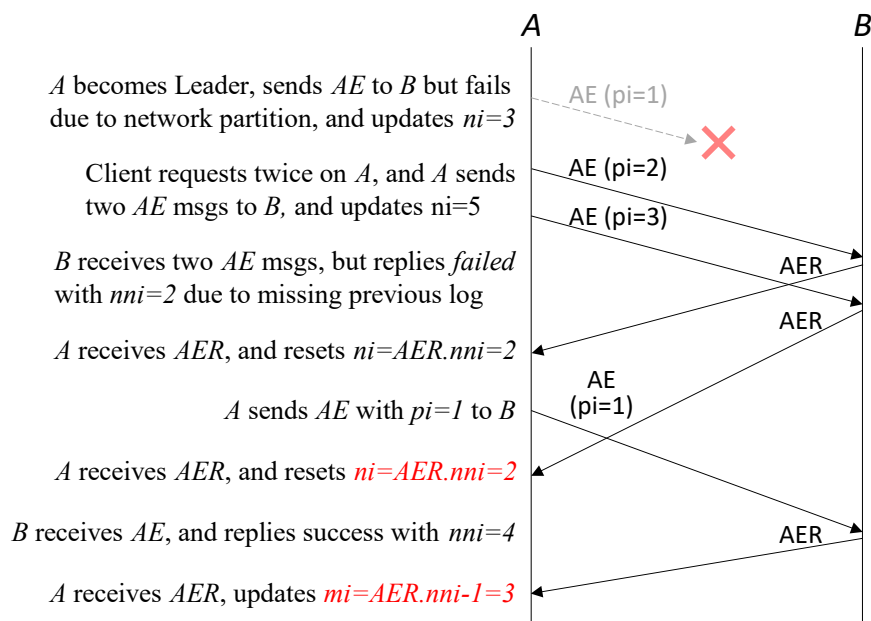 A B
A becomes Leader, sends AE to B but fails
due to network partition, and updates ni=3
AE (pi=1)
Client requests twice on A, and A sends
two AE msgs to B, and updates ni=5
AE (pi=2)
AE (pi=3)
B receives two AE msgs, but replies failed
with nni=2 due to missing previous log
AER
AER
A receives AER, and resets ni=AER.nni=2
AE
(pi=1)
A sends AE with pi=1 to B
A receives AER, and resets ni=AER.nni=2
B receives AE, and replies success with nni=4
AER
A receives AER, updates mi=AER.nni-1=3